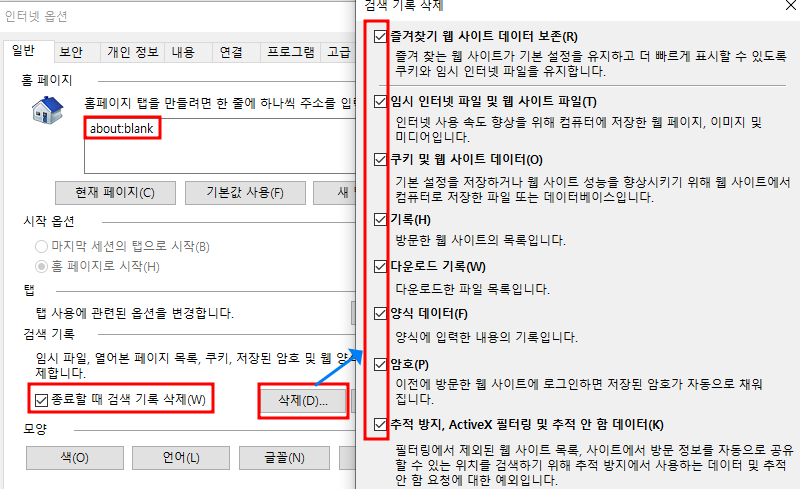 인터넷 옵션
일반 보안 개인 정보 내용 연결 프로그램 고급
홈 페이지
홈페이지 탭을 만들려면 한 줄에 하나씩 주소를 입력
about:blank
현재 페이지(C) 기본값 사용(F) 새
시작 옵션
마지막 세션의 탭으로 시작(B)
홈 페이지로 시작(H)
탭
탭 사용에 관련된 옵션을 변경합니다.
검색 기록
임시 파일, 열어본 페이지 목록, 쿠키, 저장된 암호 및 웹 양식
제합니다.
종료할 때 검색 기록 삭제(W) 삭제(D)...
모양
색(O) 언어(L) 글꼴(N)
검색 기록 삭제
즐겨찾기 웹 사이트 데이터 보존(R)
즐겨 찾는 웹 사이트가 기본 설정을 유지하고 더 빠르게 표시할 수 있도록
쿠키와 임시 인터넷 파일을 유지합니다.
임시 인터넷 파일 및 웹 사이트 파일(T)
인터넷 사용 속도 향상을 위해 컴퓨터에 저장한 웹 페이지, 이미지 및
미디어입니다.
쿠키 및 웹 사이트 데이터(O)
기본 설정을 저장하거나 웹 사이트 성능을 향상시키기 위해 웹 사이트에서
컴퓨터로 저장한 파일 또는 데이터베이스입니다.
기록(H)
방문한 웹 사이트의 목록입니다.
다운로드 기록(W)
다운로드한 파일 목록입니다.
양식 데이터(F)
양식에 입력한 내용의 기록입니다.
암호(P)
이전에 방문한 웹 사이트에 로그인하면 저장된 암호가 자동으로 채워
집니다.
추적 방지, ActiveX 필터링 및 추적 안 함 데이터(K)
필터링에서 제외된 웹 사이트 목록, 사이트에서 방문 정보를 자동으로 공유
할 수 있는 위치를 검색하기 위해 추적 방지에서 사용하는 데이터 및 추적
안 함 요청에 대한 예외입니다.